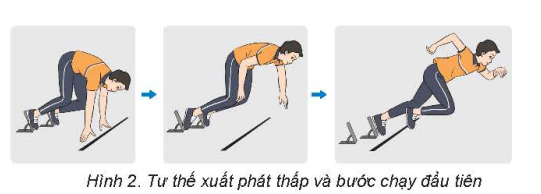 Hình 2. Tư thế xuất phát thấp và bước chạy đầu tiên